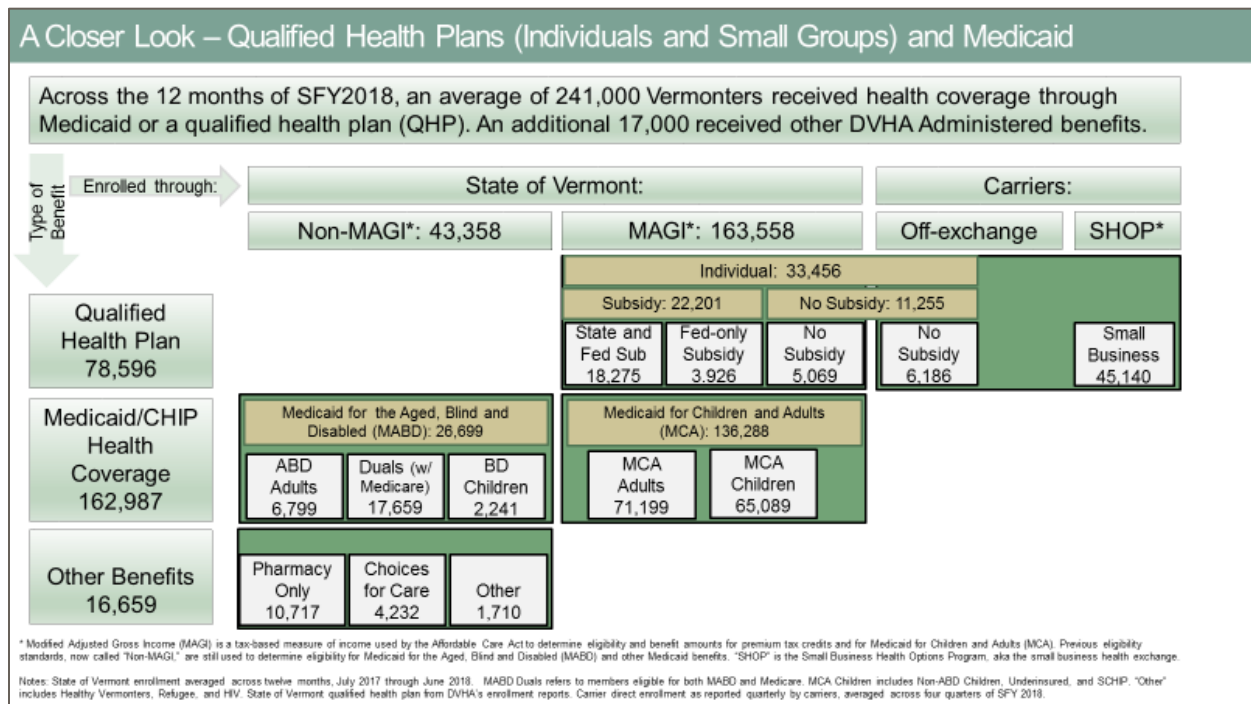 A Closer Look – Qualified Health Plans (Individuals and Small Groups) and Medicaid
Across the 12 months of SFY2018, an average of 241,000 Vermonters received health coverage through
Medicaid or a qualified health plan (QHP). An additional 17,000 received other DVHA Administered benefits.
Type of
Benefit
Enrolled through:
State of Vermont:
Carriers:
Non-MAGI*: 43,358
MAGI*: 163,558
Off-exchange
SHOP*
Qualified
Health Plan
78,596
Individual: 33,456
Subsidy: 22,201
No Subsidy: 11,255
State and
Fed Sub
18,275
Fed-only
Subsidy
3.926
No
Subsidy
5,069
No
Subsidy
6,186
Small
Business
45,140
Medicaid/CHIP
Health
Coverage
162,987
Medicaid for the Aged, Blind and
Disabled (MABD): 26,699
ABD
Adults
6,799
Duals (w/
Medicare)
17,659
BD
Children
2,241
Medicaid for Children and Adults
(MCA): 136,288
MCA
Adults
71,199
MCA
Children
65,089
Other Benefits
16,659
Pharmacy
Only
10,717
Choices
for Care
4,232
Other
1,710
* Modified Adjusted Gross Income (MAGI) is a tax-based measure of income used by the Affordable Care Act to determine eligibility and benefit amounts for premium tax credits and for Medicaid for Children and Adults (MCA). Previous eligibility
standards, now called "Non-MAGI," are still used to determine eligibility for Medicaid for the Aged, Blind and Disabled (MABD) and other Medicaid benefits. "SHOP" is the Small Business Health Options Program, aka the small business health exchange.
Notes: State of Vermont enrollment averaged across twelve months, July 2017 through June 2018. MABD Duals refers to members eligible for both MABD and Medicare. MCA Children includes Non-ABD Children, Underinsured, and SCHIP. "Other"
includes Healthy Vermonters, Refugee, and HIV. State of Vermont qualified health plan from DVHA's enrollment reports. Carrier direct enrollment as reported quarterly by carriers, averaged across four quarters of SFY 2018.